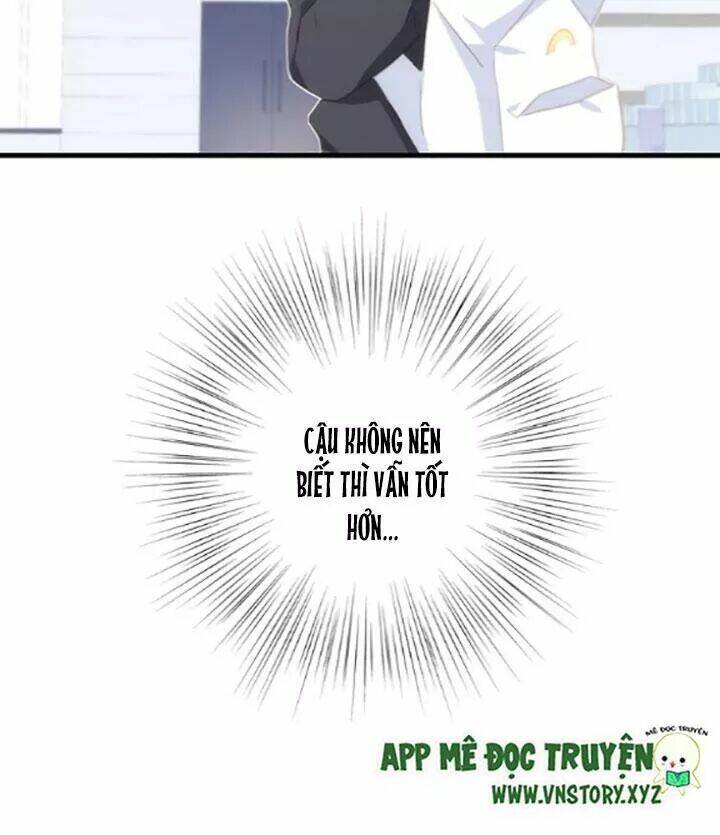 CẬU KHÔNG NÊN
BIẾT THÌ VẪN TỐT
HƠN...
MÊ ĐỌC TRUYỆN
APP MÊ ĐỌC TRUYỆN
WWW.VNSTORY.XYZ